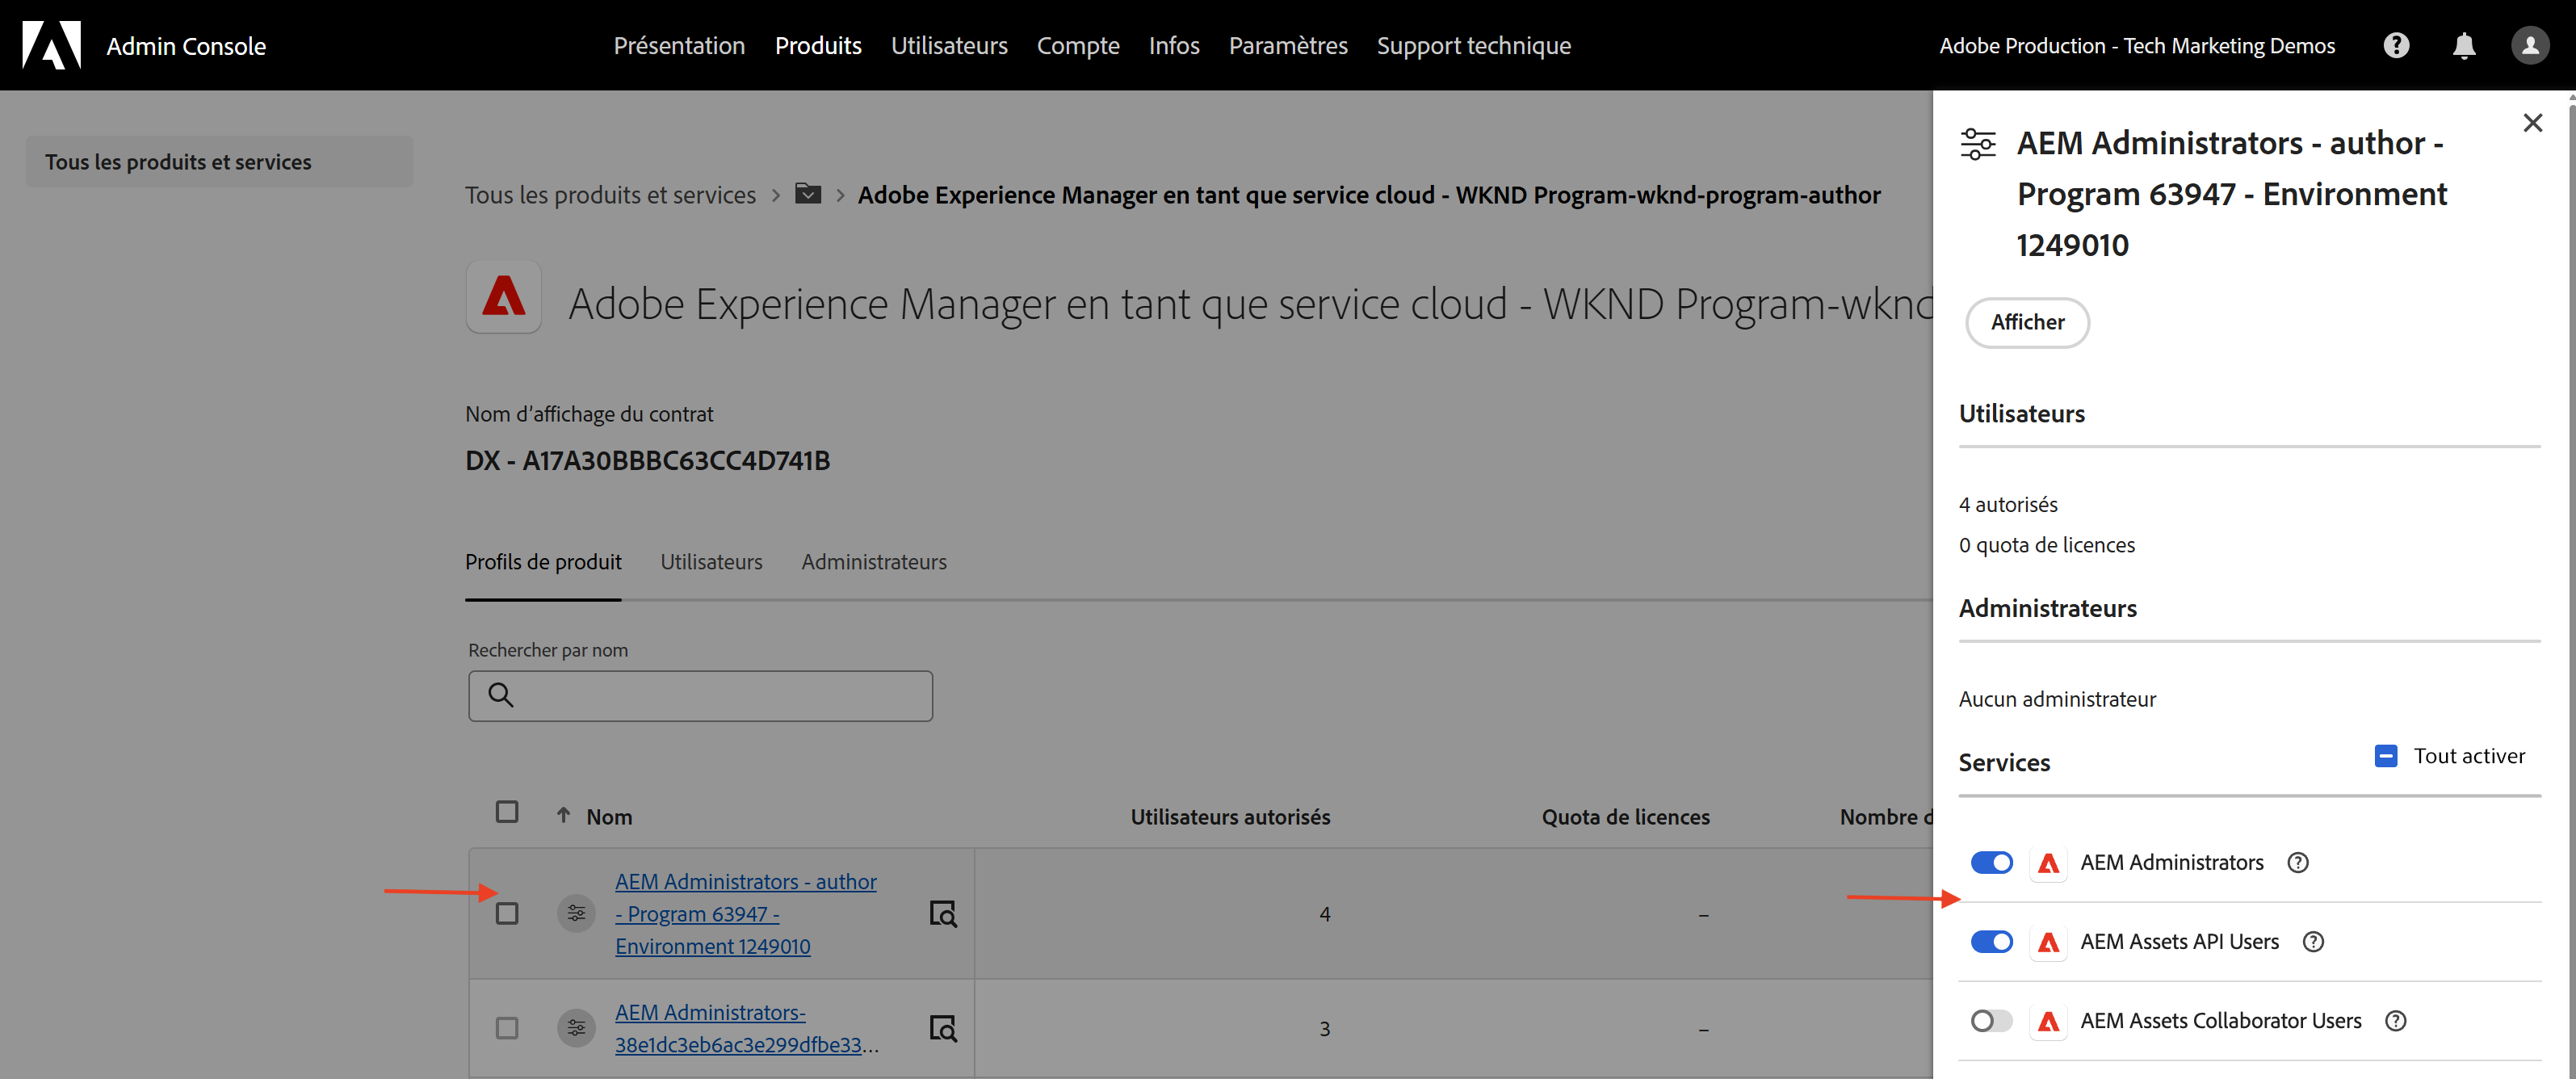 Admin Console
Présentation Produits Utilisateurs Compte Infos Paramètres Support technique
Adobe Production - Tech Marketing Demos
Tous les produits et services
Tous les produits et services > > Adobe Experience Manager en tant que service cloud - WKND Program-wknd-program-author
Adobe Experience Manager en tant que service cloud - WKND Program-wknd
Nom d’affichage du contrat
DX - A17A30BBBC63CC4D741B
Profils de produit Utilisateurs Administrateurs
Rechercher par nom
Nom Utilisateurs autorisés Quota de licences Nombre d
AEM Administrators - author
- Program 63947 -
Environment 1249010
4 –
AEM Administrators-
38e1dc3eb6ac3e299dfbe33…
3 –
AEM Administrators - author -
Program 63947 - Environment
1249010
Afficher
Utilisateurs
4 autorisés
0 quota de licences
Administrateurs
Aucun administrateur
Services Tout activer
AEM Administrators
AEM Assets API Users
AEM Assets Collaborator Users